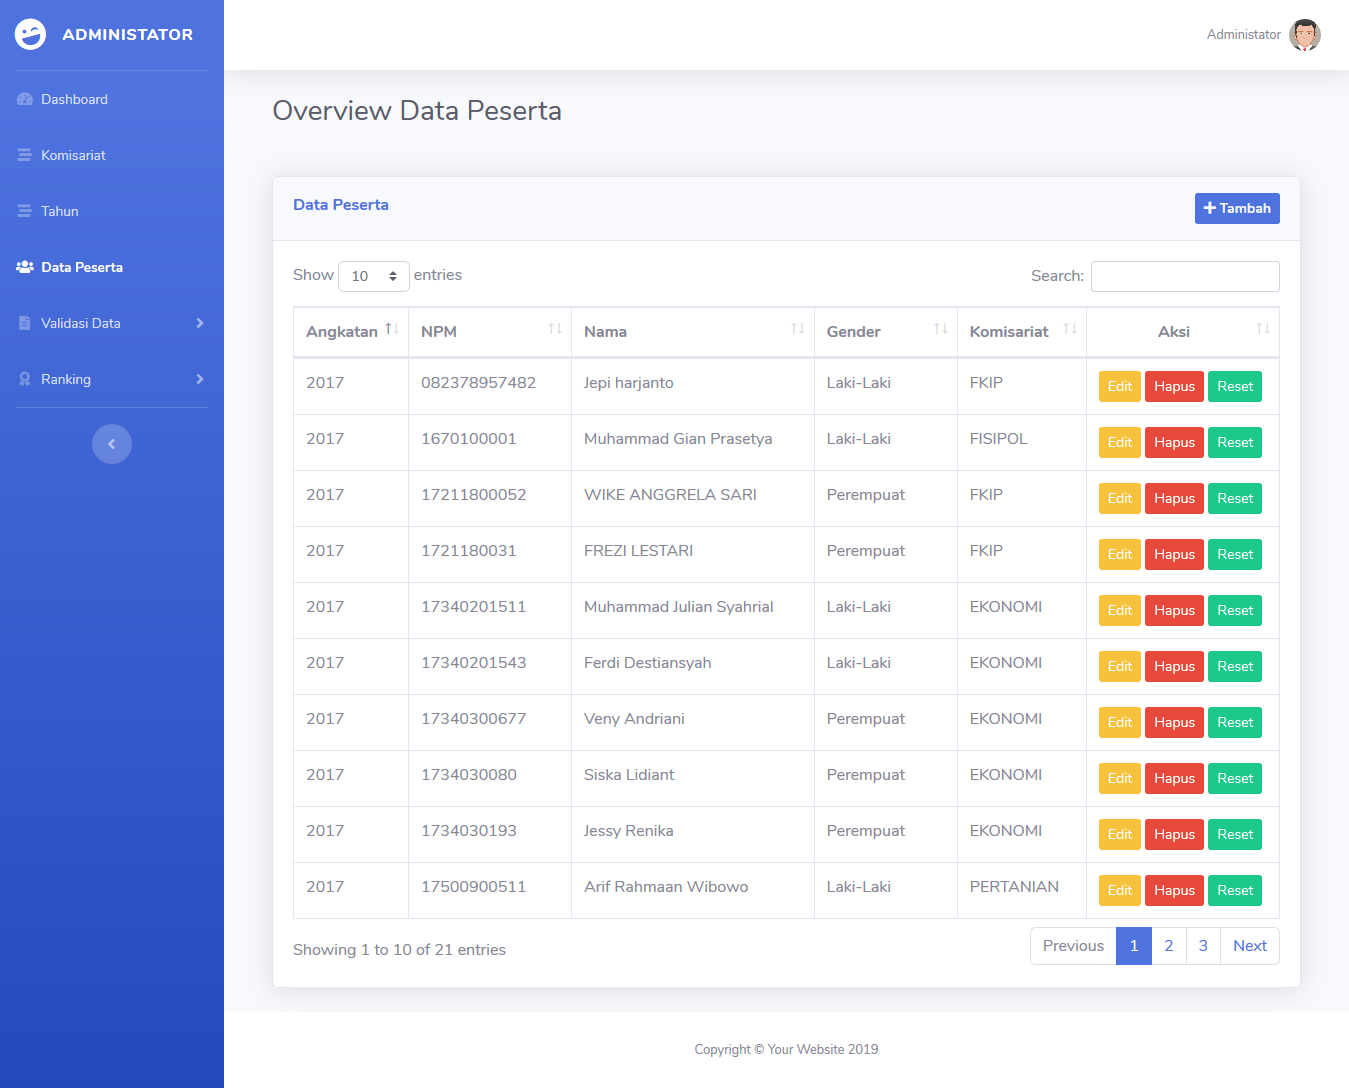 ADMINISTATOR
Administator
Dashboard
Komisariat
Tahun
Data Peserta
Validasi Data
Ranking
Overview Data Peserta
Data Peserta
Tambah
Show 10 entries
Search:
Angkatan NPM Nama Gender Komisariat Aksi
2017 082378957482 Jepi harjanto Laki-Laki FKIP Edit Hapus Reset
2017 1670100001 Muhammad Gian Prasetya Laki-Laki FISIPOL Edit Hapus Reset
2017 17211800052 WIKE ANGGRELA SARI Perempuat FKIP Edit Hapus Reset
2017 1721180031 FREZI LESTARI Perempuat FKIP Edit Hapus Reset
2017 17340201511 Muhammad Julian Syahrial Laki-Laki EKONOMI Edit Hapus Reset
2017 17340201543 Ferdi Destiansyah Laki-Laki EKONOMI Edit Hapus Reset
2017 17340300677 Veny Andriani Perempuat EKONOMI Edit Hapus Reset
2017 1734030080 Siska Lidiant Perempuat EKONOMI Edit Hapus Reset
2017 1734030193 Jessy Renika Perempuat EKONOMI Edit Hapus Reset
2017 17500900511 Arif Rahmaan Wibowo Laki-Laki PERTANIAN Edit Hapus Reset
Showing 1 to 10 of 21 entries
Previous 1 2 3 Next
Copyright © Your Website 2019